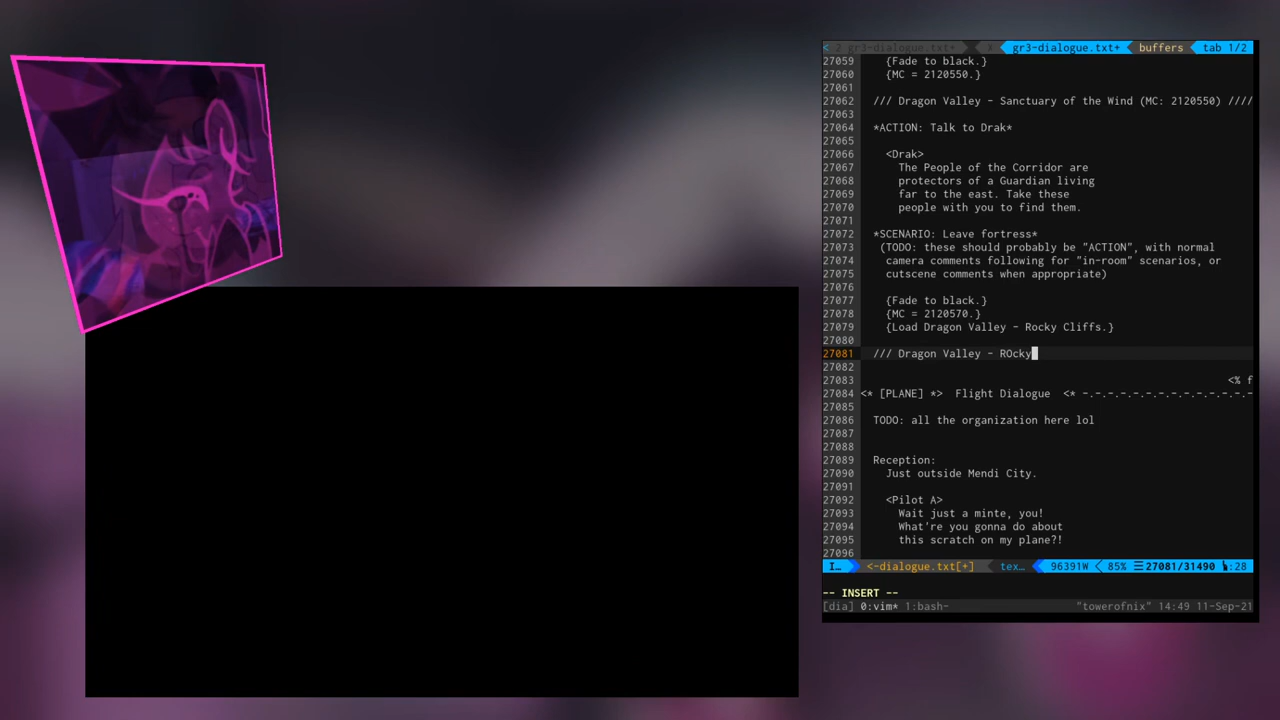 < 2 gr3-dialogue.txt+ gr3-dialogue.txt+ buffers tab 1/2
27059 {Fade to black.}
27060 {MC = 2120550.}
27061
27062 /// Dragon Valley - Sanctuary of the Wind (MC: 2120550) ////
27063
27064 *ACTION: Talk to Drak*
27065
27066 <Drak>
27067 The People of the Corridor are
27068 protectors of a Guardian living
27069 far to the east. Take these
27070 people with you to find them.
27071
27072 *SCENARIO: Leave fortress*
27073 (TODO: these should probably be "ACTION", with normal
27074 camera comments following for "in-room" scenarios, or
27075 cutscene comments when appropriate)
27076
27077 {Fade to black.}
27078 {MC = 2120570.}
27079 {Load Dragon Valley - Rocky Cliffs.}
27080
27081 /// Dragon Valley - ROcky
27082
27083 <% f
27084 <* [PLANE] *> Flight Dialogue <* -.-.-.-.-.-.-.-.-.-.-.-.-.-
27085
27086 TODO: all the organization here lol
27087
27088
27089 Reception:
27090 Just outside Mendi City.
27091
27092 <Pilot A>
27093 Wait just a minte, you!
27094 What're you gonna do about
27095 this scratch on my plane?!
27096
I… <-dialogue.txt[+] tex… 96391W 85% 27081/31490 :28
-- INSERT --
[dia] 0:vim* 1:bash- "towerofnix" 14:49 11-Sep-21